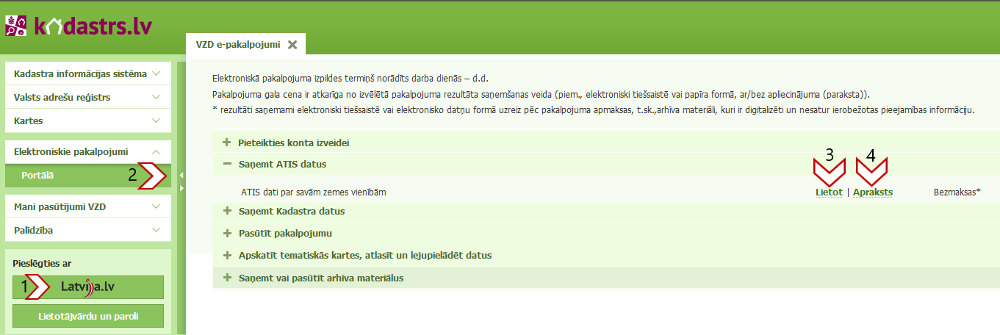 kadastrs.lv
VZD e-pakalpojumi
Kadastra informācijas sistēma
Valsts adrešu reģistrs
Kartes
Elektroniskie pakalpojumi
Portālā 2
Mani pasūtījumi VZD
Palīdzība
Pieslēgties ar
1 Latvija.lv
Lietotājvārdu un paroli
Elektroniskā pakalpojuma izpildes termiņš norādīts darba dienās – d.d.
Pakalpojuma gala cena ir atkarīga no izvēlētā pakalpojuma rezultāta saņemšanas veida (piem., elektroniski tiešsaistē vai papīra formā, ar/bez apliecinājuma (paraksta)).
* rezultāti saņemami elektroniski tiešsaistē vai elektronisko datņu formā uzreiz pēc pakalpojuma apmaksas, t.sk.,arhīva materiāli, kuri ir digitalizēti un nesatur ierobežotas pieejamības informāciju.
Pieteikties konta izveidei
Saņemt ATIS datus
3 4
ATIS dati par savām zemes vienībām Lietot | Apraksts Bezmaksas*
Saņemt Kadastra datus
Pasūtīt pakalpojumu
Apskatīt tematiskās kartes, atlasīt un lejupielādēt datus
Saņemt vai pasūtīt arhīva materiālus